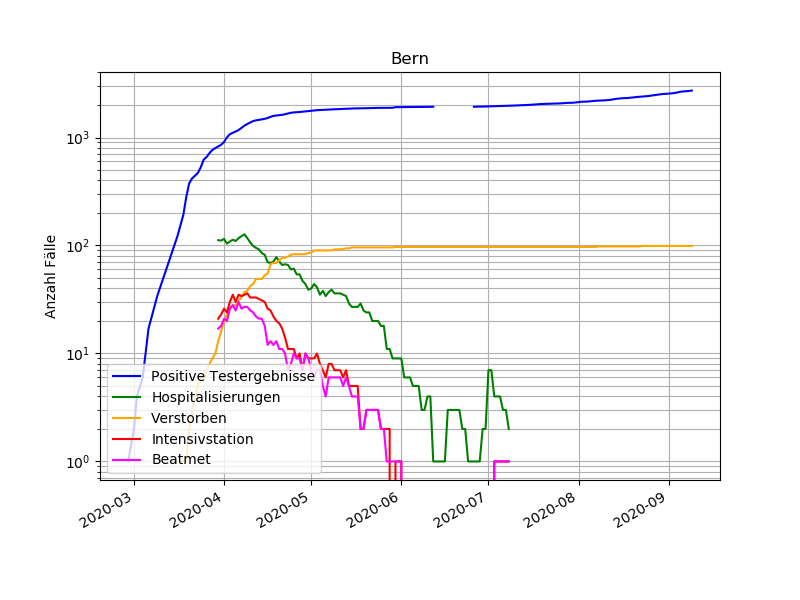 Bern
Anzahl Fälle
10³
10²
10¹
10⁰
Positive Testergebnisse
Hospitalisierungen
Verstorben
Intensivstation
Beatmet
2020-03
2020-04
2020-05
2020-06
2020-07
2020-08
2020-09